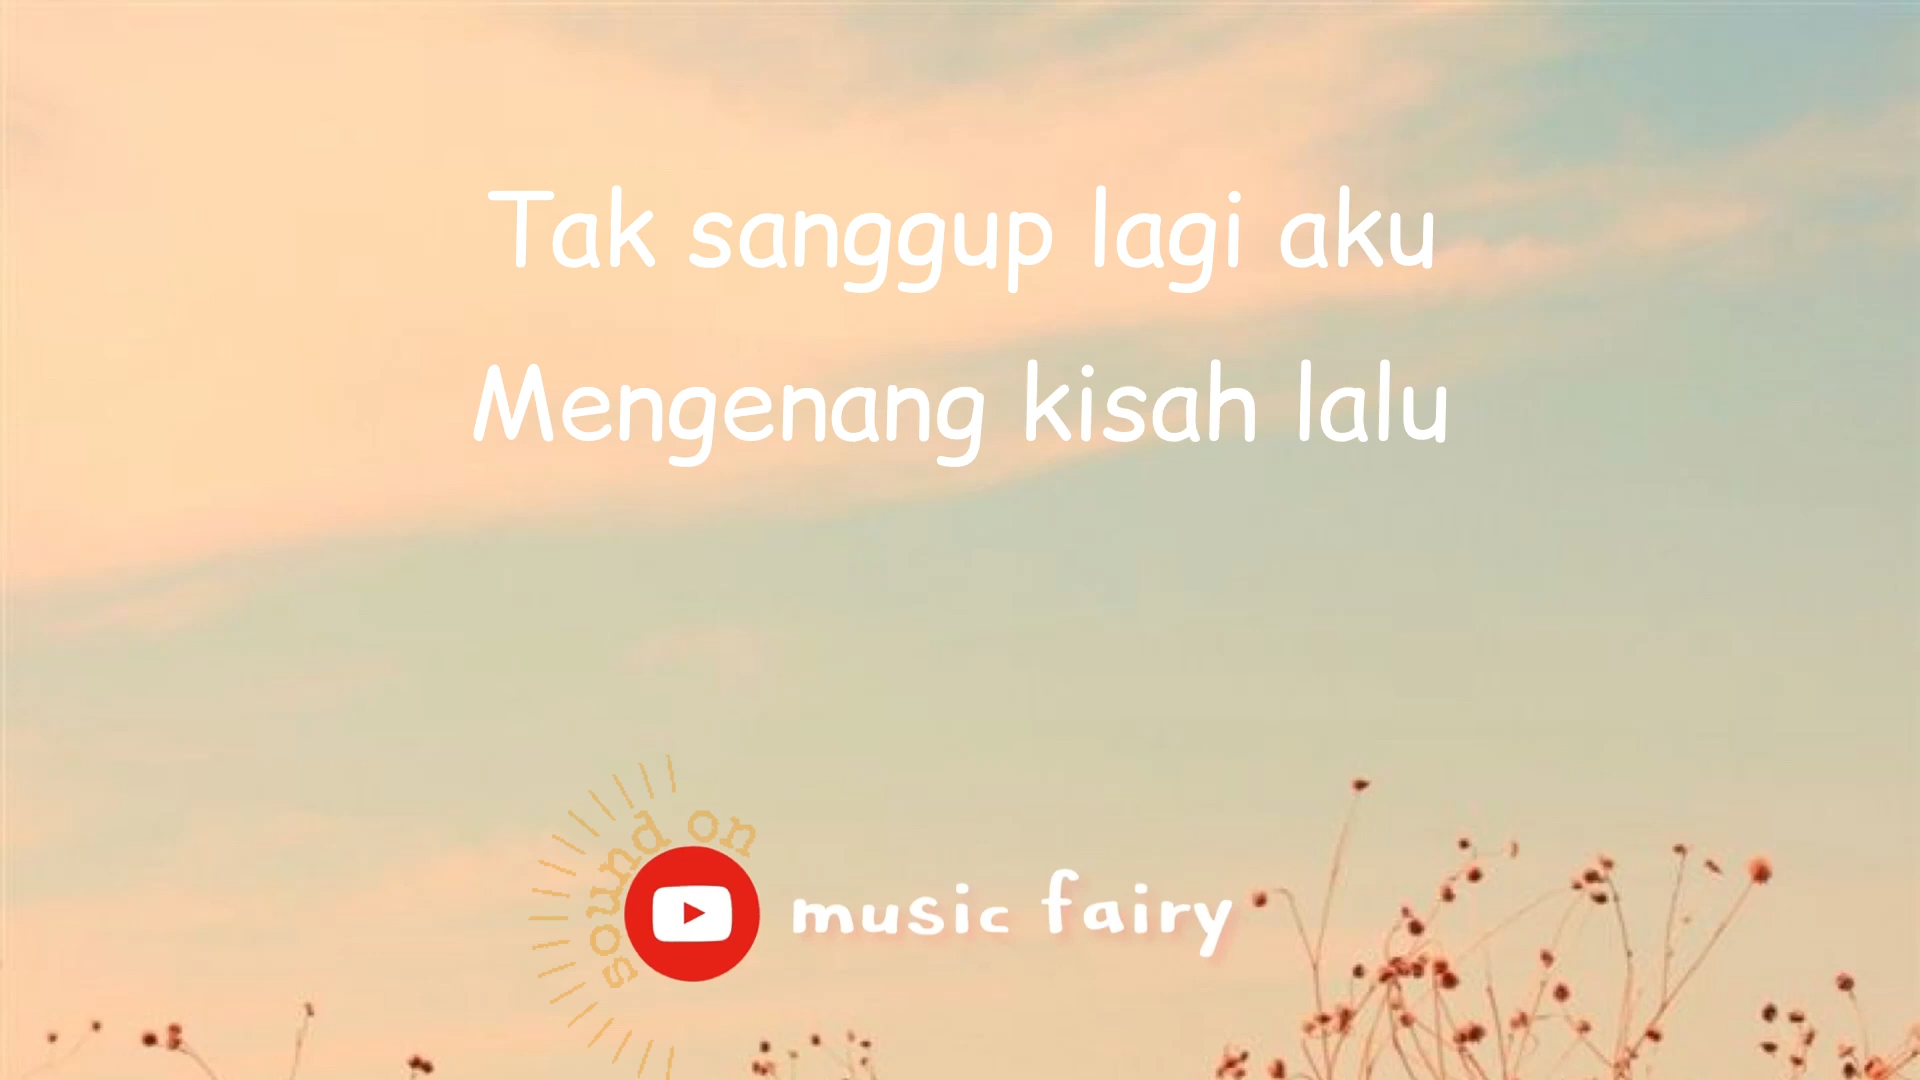 Tak sanggup lagi aku
Mengenang kisah lalu
sound on
music fairy